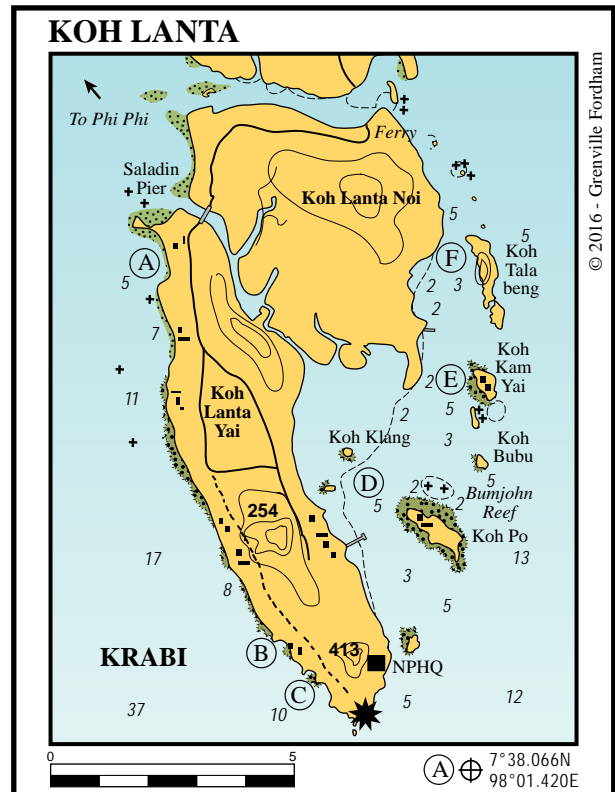 KOH LANTA
© 2016 - Grenville Fordham
To Phi Phi
Ferry
Saladin
Pier
Koh Lanta Noi
5
5
A
F
Koh
Tala
beng
5
2
3
2
7
Koh
Kam
Yai
E
2
11
Koh
Lanta
Yai
2
5
3
Koh Klang
Koh
Bubu
D
5
2
2
Bumjohn
Reef
254
5
Koh Po
17
13
3
8
5
B
413
KRABI
NPHQ
C
37
10
5
12
0
5
A
7°38.066N
98°01.420E